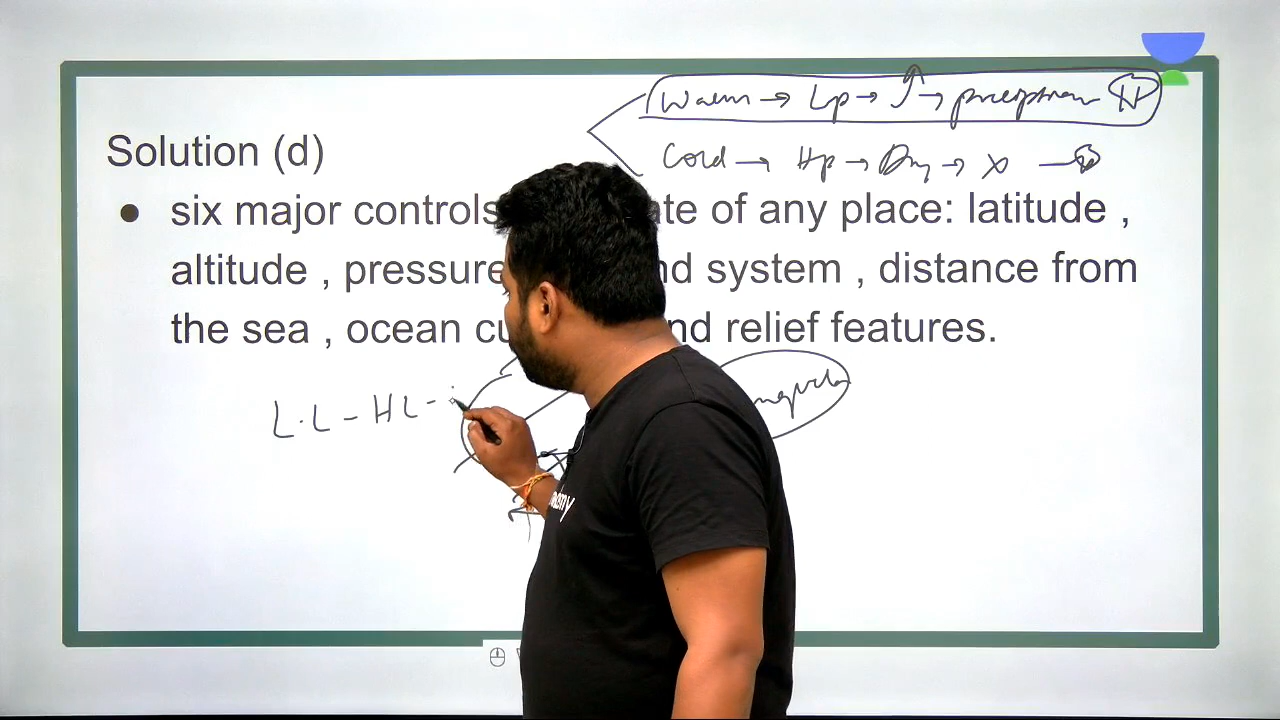 Warm → Lp → → precipitation
Solution (d)
Cold → Hp → Dry → x →
● six major controls ate of any place: latitude ,
altitude , pressure nd system , distance from
the sea , ocean cu nd relief features.
L.L - HL -
emy